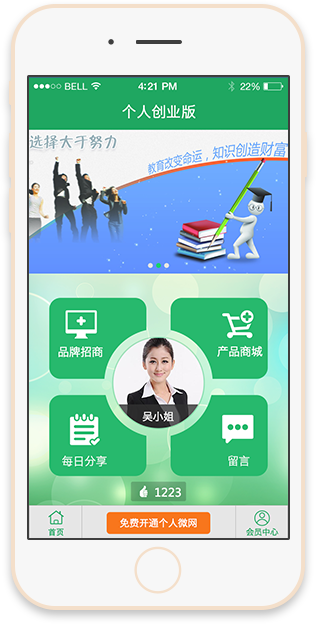 BELL 4:21 PM 22%
个人创业版
选择大于努力
教育改变命运，知识创造财富
品牌招商
产品商城
吴小姐
每日分享
留言
1223
首页
免费开通个人微网
会员中心